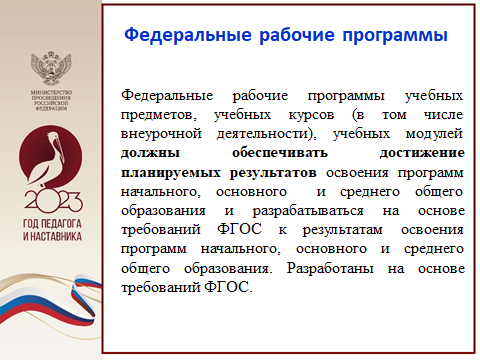 Федеральные рабочие программы
МИНИСТЕРСТВО
ПРОСВЕЩЕНИЯ
РОССИЙСКОЙ
ФЕДЕРАЦИИ
2023
ГОД ПЕДАГОГА
И НАСТАВНИКА
Федеральные рабочие программы учебных
предметов, учебных курсов (в том числе
внеурочной деятельности), учебных модулей
должны обеспечивать достижение
планируемых результатов освоения программ
начального, основного и среднего общего
образования и разрабатываться на основе
требований ФГОС к результатам освоения
программ начального, основного и среднего
общего образования. Разработаны на основе
требований ФГОС.